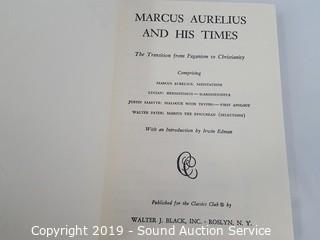 MARCUS AURELIUS
AND HIS TIMES
The Transition from Paganism to Christianity
Comprising
MARCUS AURELIUS: MEDITATIONS
LUCIAN: HERMOTIMUS—ICAROMENIPPUS
JUSTIN MARTYR: DIALOGUE WITH TRYPHO—FIRST APOLOGY
WALTER PATER: MARIUS THE EPICUREAN (SELECTIONS)
With an Introduction by Irwin Edman
Published for the Classics Club ® by
WALTER J. BLACK, INC. · ROSLYN, N. Y.
Copyright 2019 - Sound Auction Service